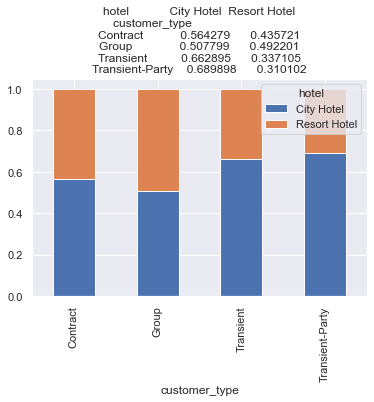 hotel City Hotel Resort Hotel
customer_type
Contract 0.564279 0.435721
Group 0.507799 0.492201
Transient 0.662895 0.337105
Transient-Party 0.689898 0.310102
hotel
City Hotel
Resort Hotel
1.0
0.8
0.6
0.4
0.2
0.0
Contract
Group
Transient
Transient-Party
customer_type